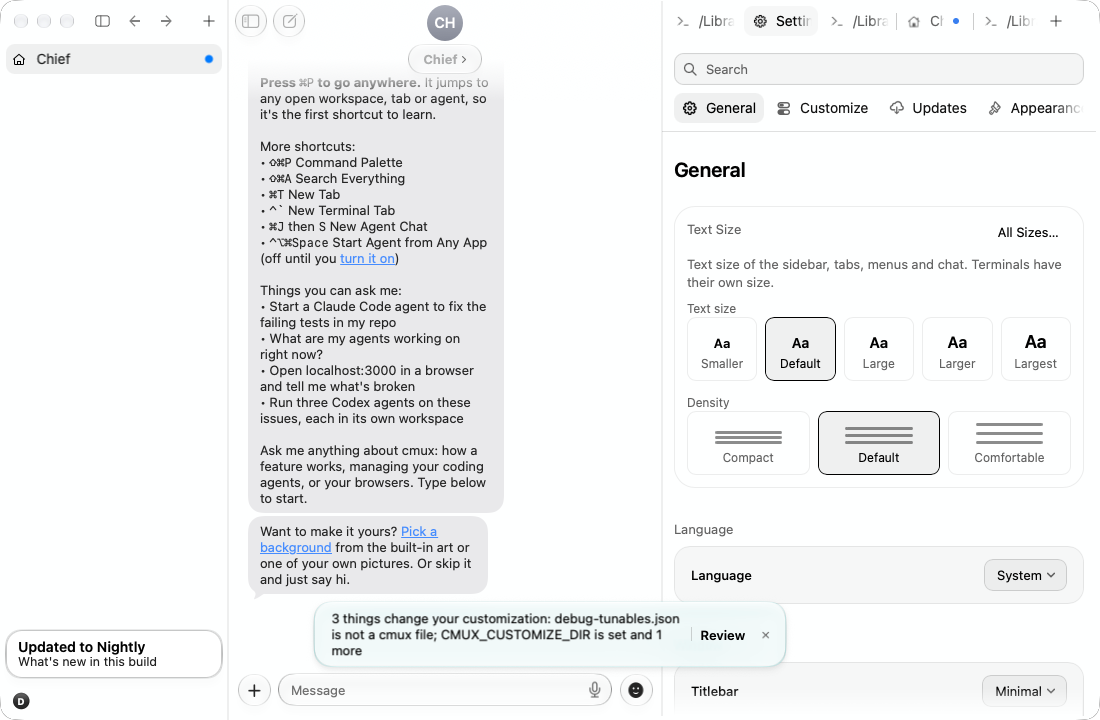 Chief
Updated to Nightly
What's new in this build
D
CH
Chief
Press ⌘P to go anywhere. It jumps to
any open workspace, tab or agent, so
it's the first shortcut to learn.
More shortcuts:
• ⇧⌘P Command Palette
• ⇧⌘A Search Everything
• ⌘T New Tab
• ^` New Terminal Tab
• ⌘J then S New Agent Chat
• ^⌥⌘Space Start Agent from Any App
(off until you turn it on)
Things you can ask me:
• Start a Claude Code agent to fix the
failing tests in my repo
• What are my agents working on
right now?
• Open localhost:3000 in a browser
and tell me what's broken
• Run three Codex agents on these
issues, each in its own workspace
Ask me anything about cmux: how a
feature works, managing your coding
agents, or your browsers. Type below
to start.
Want to make it yours? Pick a
background from the built-in art or
one of your own pictures. Or skip it
and just say hi.
3 things change your customization: debug-tunables.json
is not a cmux file; CMUX_CUSTOMIZE_DIR is set and 1
more
Review
Message
/Libra Settin /Libra Ch /Lib
Search
General Customize Updates Appearanc
General
Text Size
All Sizes...
Text size of the sidebar, tabs, menus and chat. Terminals have
their own size.
Text size
Aa Aa Aa Aa Aa
Smaller Default Large Larger Largest
Density
Compact Default Comfortable
Language
Language System
Titlebar Minimal